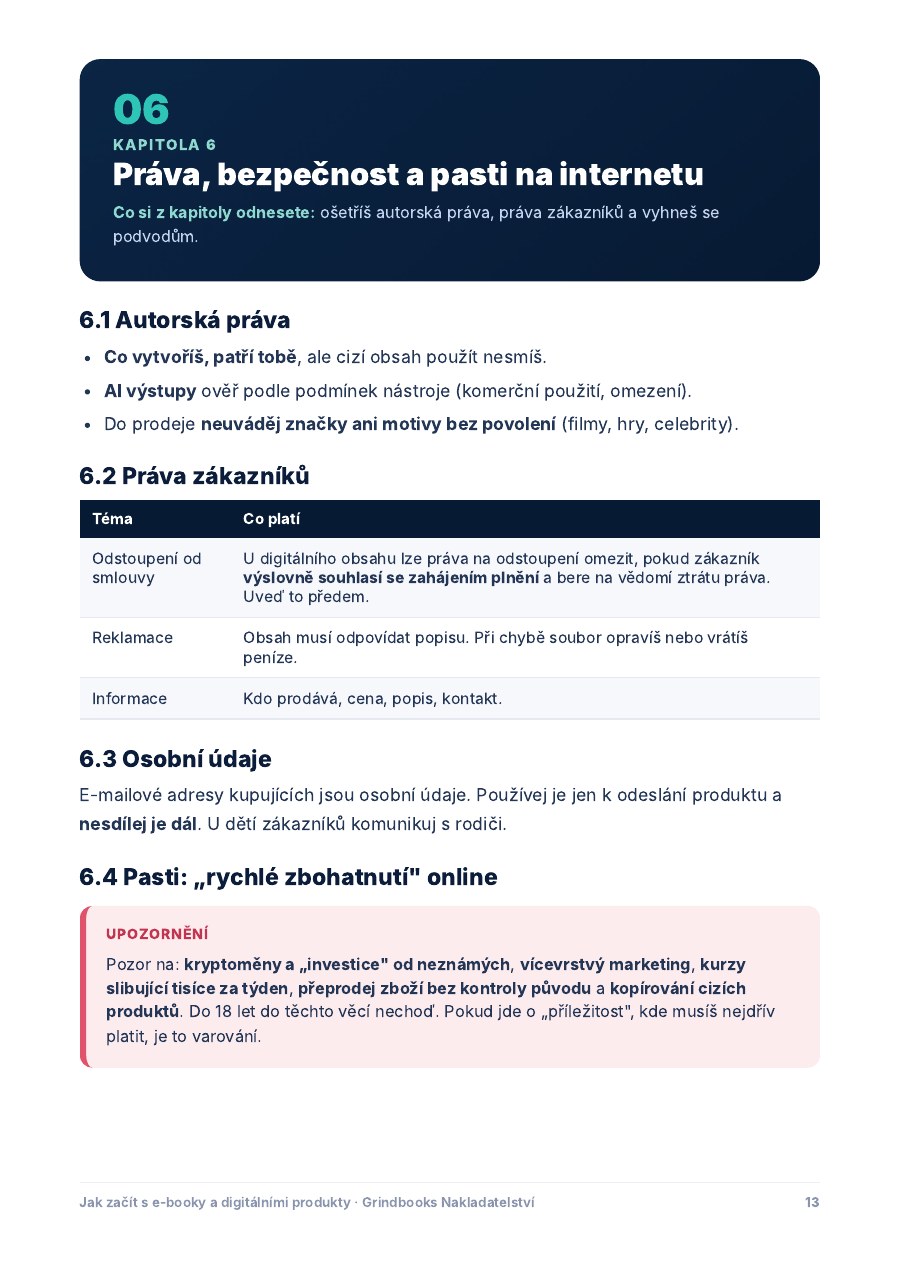 06
KAPITOLA 6
Práva, bezpečnost a pasti na internetu
Co si z kapitoly odnesete: ošetříš autorská práva, práva zákazníků a vyhneš se
podvodům.
6.1 Autorská práva
• Co vytvoříš, patří tobě, ale cizí obsah použít nesmíš.
• AI výstupy ověř podle podmínek nástroje (komerční použití, omezení).
• Do prodeje neuváděj značky ani motivy bez povolení (filmy, hry, celebrity).
6.2 Práva zákazníků
Téma Co platí
Odstoupení od smlouvy U digitálního obsahu lze práva na odstoupení omezit, pokud zákazník
výslovně souhlasí se zahájením plnění a bere na vědomí ztrátu práva.
Uveď to předem.
Reklamace Obsah musí odpovídat popisu. Při chybě soubor opravíš nebo vrátíš
peníze.
Informace Kdo prodává, cena, popis, kontakt.
6.3 Osobní údaje
E-mailové adresy kupujících jsou osobní údaje. Používej je jen k odeslání produktu a
nesdílej je dál. U dětí zákazníků komunikuj s rodiči.
6.4 Pasti: „rychlé zbohatnutí" online
UPOZORNĚNÍ
Pozor na: kryptoměny a „investice" od neznámých, vícevrstvý marketing, kurzy
slibující tisíce za týden, přeprodej zboží bez kontroly původu a kopírování cizích
produktů. Do 18 let do těchto věcí nechoď. Pokud jde o „příležitost", kde musíš nejdřív
platit, je to varování.
Jak začít s e-booky a digitálními produkty · Grindbooks Nakladatelství 13